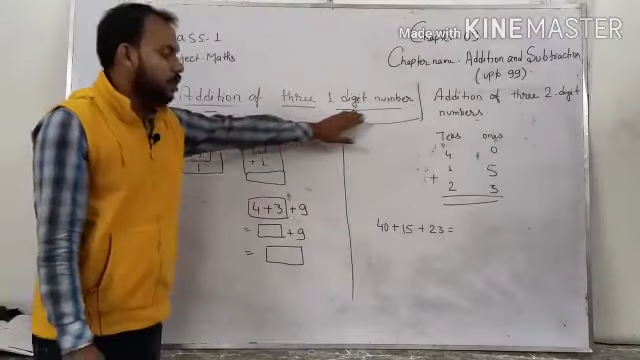 Made with KINEMASTER
ass-1
ject-Maths
Chapter name- Addition and Subtraction
(upto 99)
Addition of three 1 digit number
+ 1
1
4+3 +9
= +9
=
Addition of three 2-digit
numbers
Tens ones
4 0
1 5
+ 2 3
40+15+23=